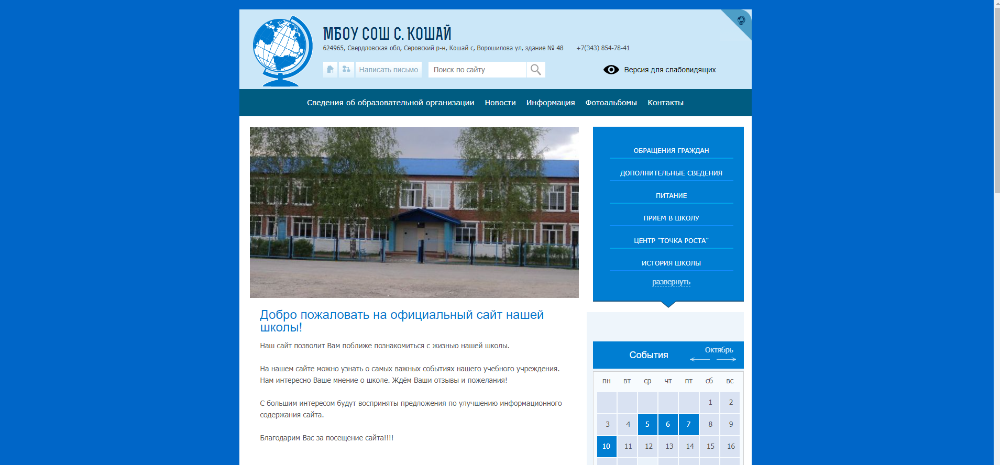 МБОУ СОШ С. КОШАЙ
624965, Свердловская обл, Серовский р-н, Кошай с, Ворошилова ул, здание № 48 +7(343) 854-78-41
Написать письмо
Поиск по сайту
Версия для слабовидящих
Сведения об образовательной организации Новости Информация Фотоальбомы Контакты
ОБРАЩЕНИЯ ГРАЖДАН
ДОПОЛНИТЕЛЬНЫЕ СВЕДЕНИЯ
ПИТАНИЕ
ПРИЕМ В ШКОЛУ
ЦЕНТР "ТОЧКА РОСТА"
ИСТОРИЯ ШКОЛЫ
развернуть
Добро пожаловать на официальный сайт нашей
школы!
Наш сайт позволит Вам поближе познакомиться с жизнью нашей школы.
На нашем сайте можно узнать о самых важных событиях нашего учебного учреждения.
Нам интересно Ваше мнение о школе. Ждём Ваши отзывы и пожелания!
С большим интересом будут восприняты предложения по улучшению информационного
содержания сайта.
Благодарим Вас за посещение сайта!!!!
События
Октябрь
пн вт ср чт пт сб вс
1 2
3 4 5 6 7 8 9
10 11 12 13 14 15 16